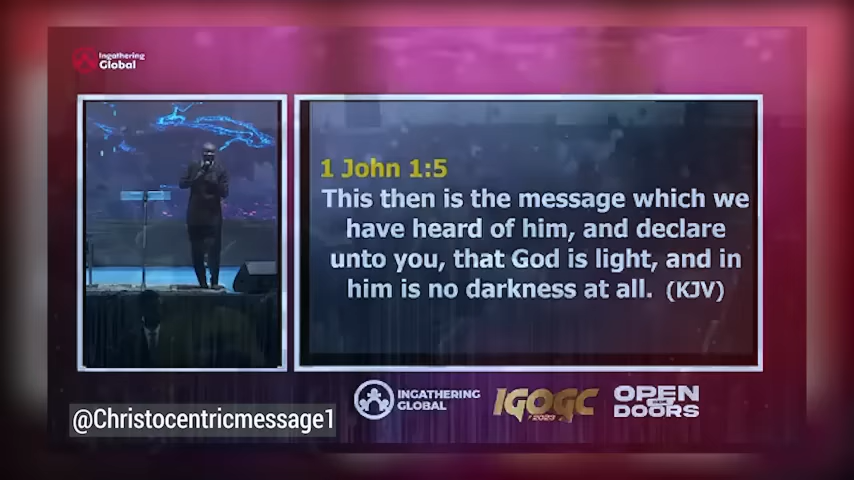 Ingathering
Global
1 John 1:5
This then is the message which we
have heard of him, and declare
unto you, that God is light, and in
him is no darkness at all. (KJV)
INGATHERING
GLOBAL
IGOGC
2023
OPEN
DOORS
@Christocentricmessage1